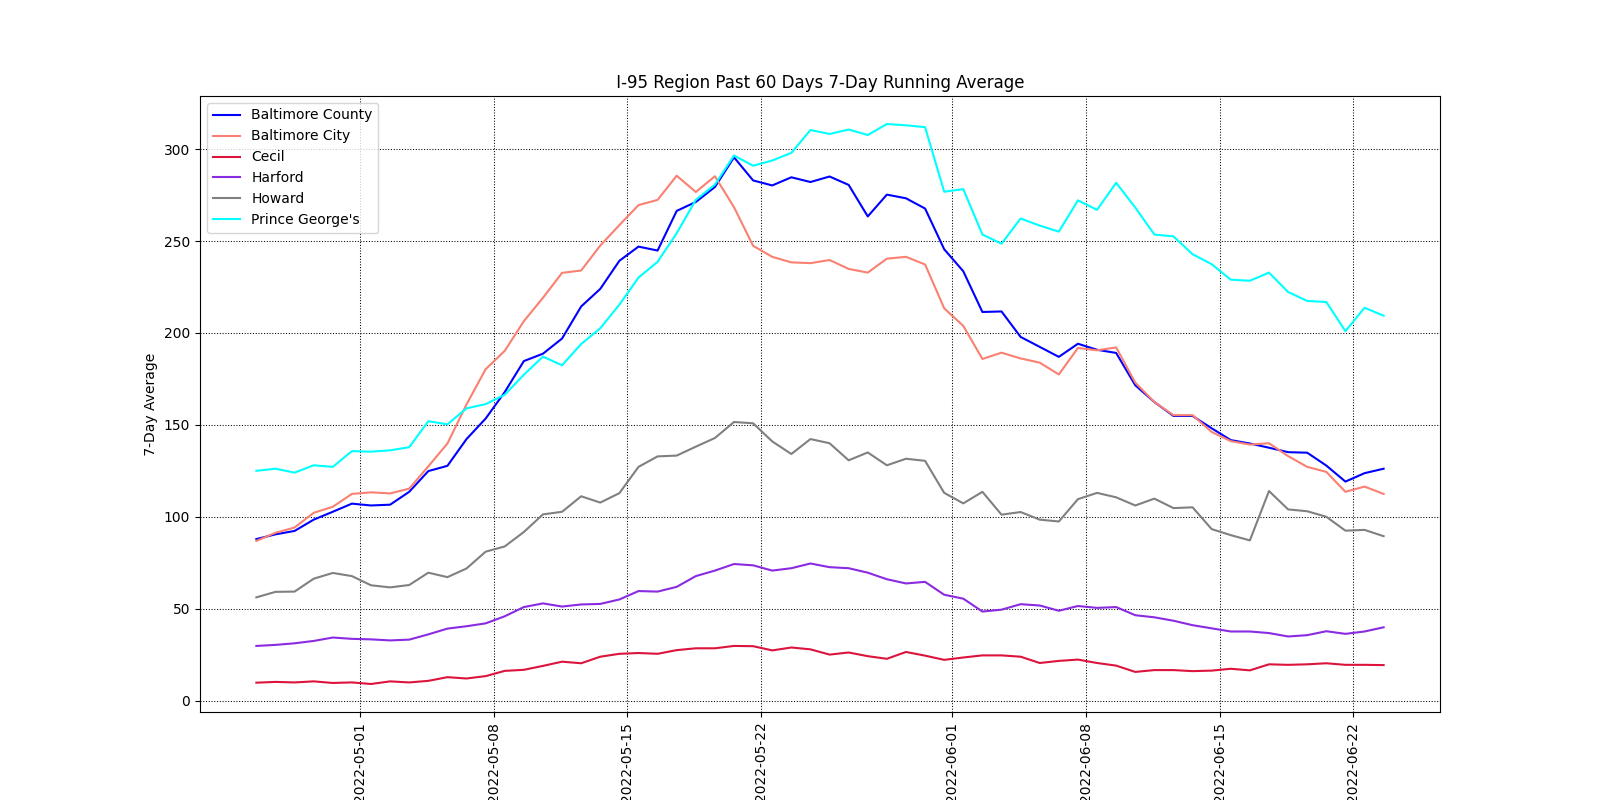 I-95 Region Past 60 Days 7-Day Running Average
Baltimore County
Baltimore City
Cecil
Harford
Howard
Prince George's
300
250
200
150
100
50
0
7-Day Average
2022-05-01
2022-05-08
2022-05-15
2022-05-22
2022-06-01
2022-06-08
2022-06-15
2022-06-22